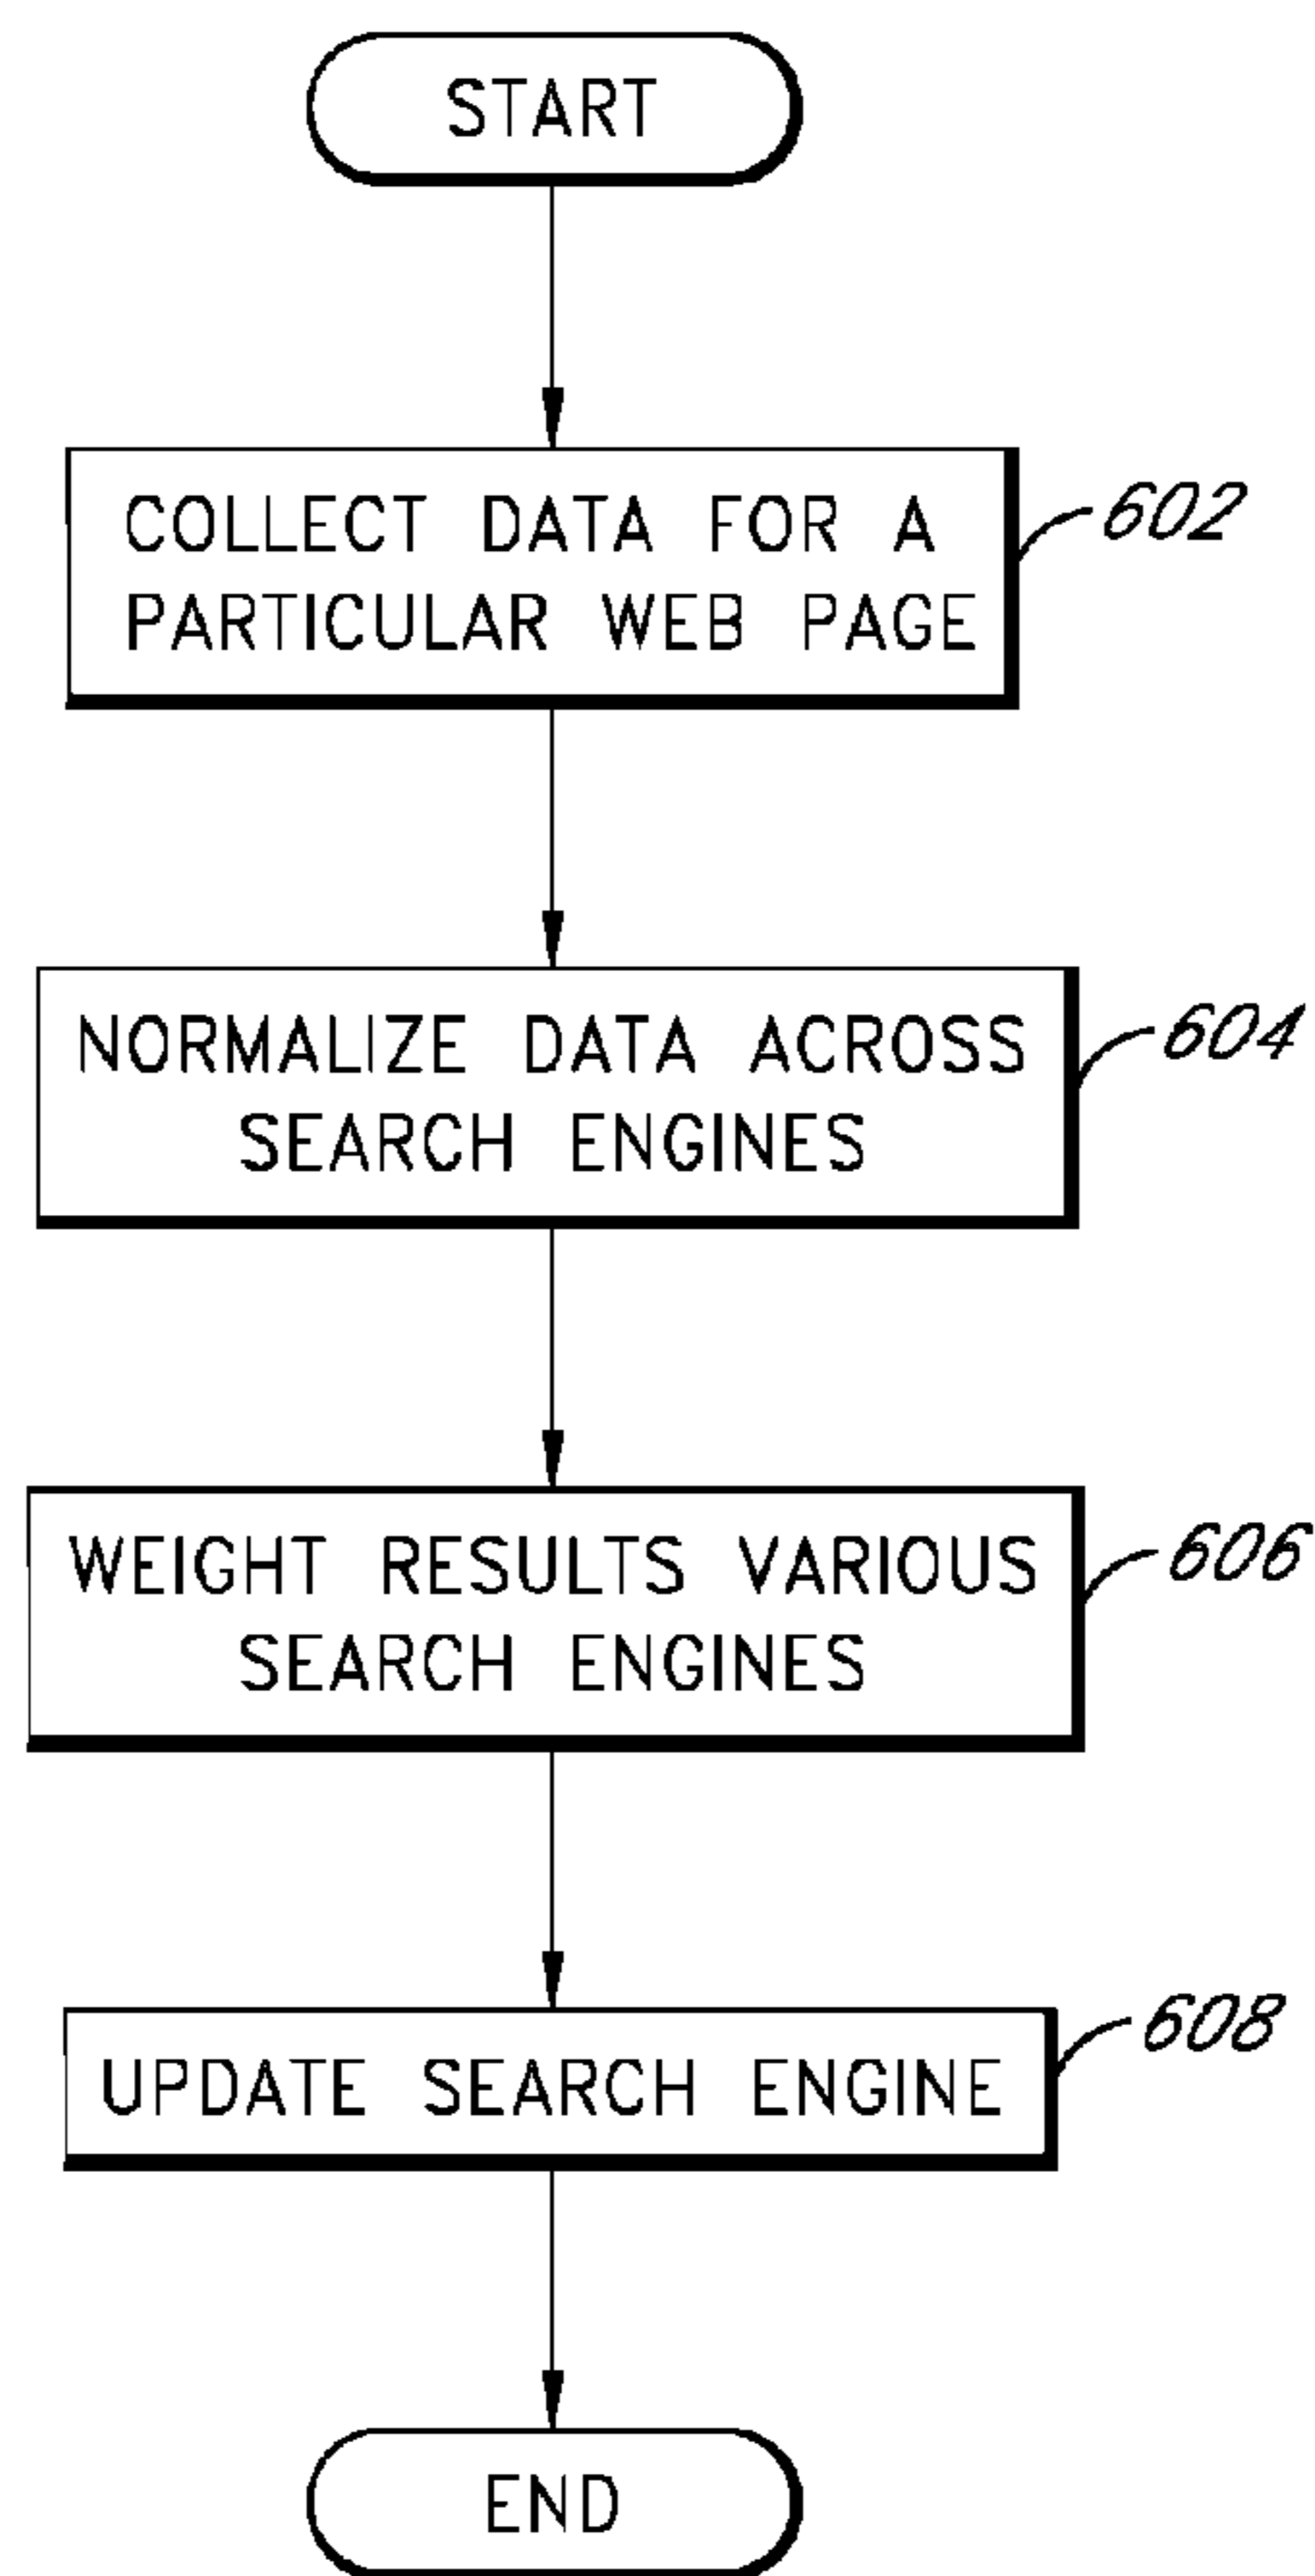 START
COLLECT DATA FOR A
PARTICULAR WEB PAGE
602
NORMALIZE DATA ACROSS
SEARCH ENGINES
604
WEIGHT RESULTS VARIOUS
SEARCH ENGINES
606
UPDATE SEARCH ENGINE
608
END